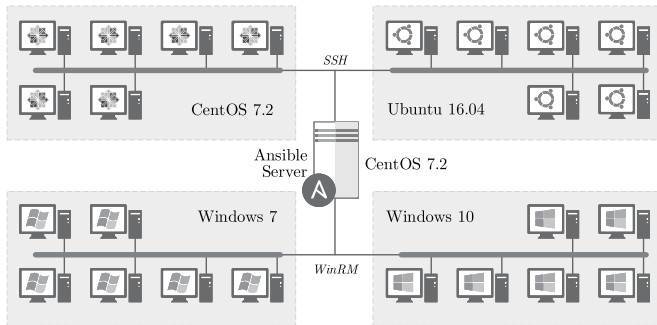 SSH
CentOS 7.2
Ubuntu 16.04
Ansible
Server
CentOS 7.2
Windows 7
Windows 10
WinRM